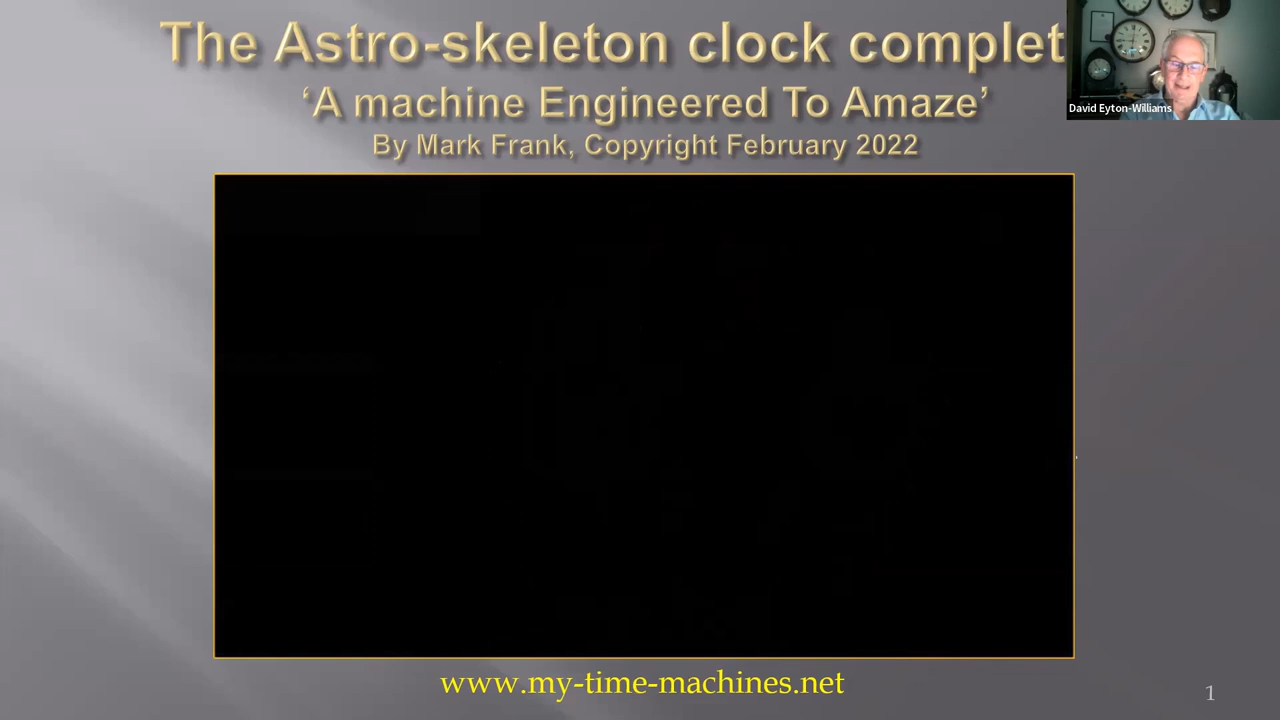 The Astro-skeleton clock complet
‘A machine Engineered To Amaze’
By Mark Frank, Copyright February 2022
David Eyton-Williams
www.my-time-machines.net
1